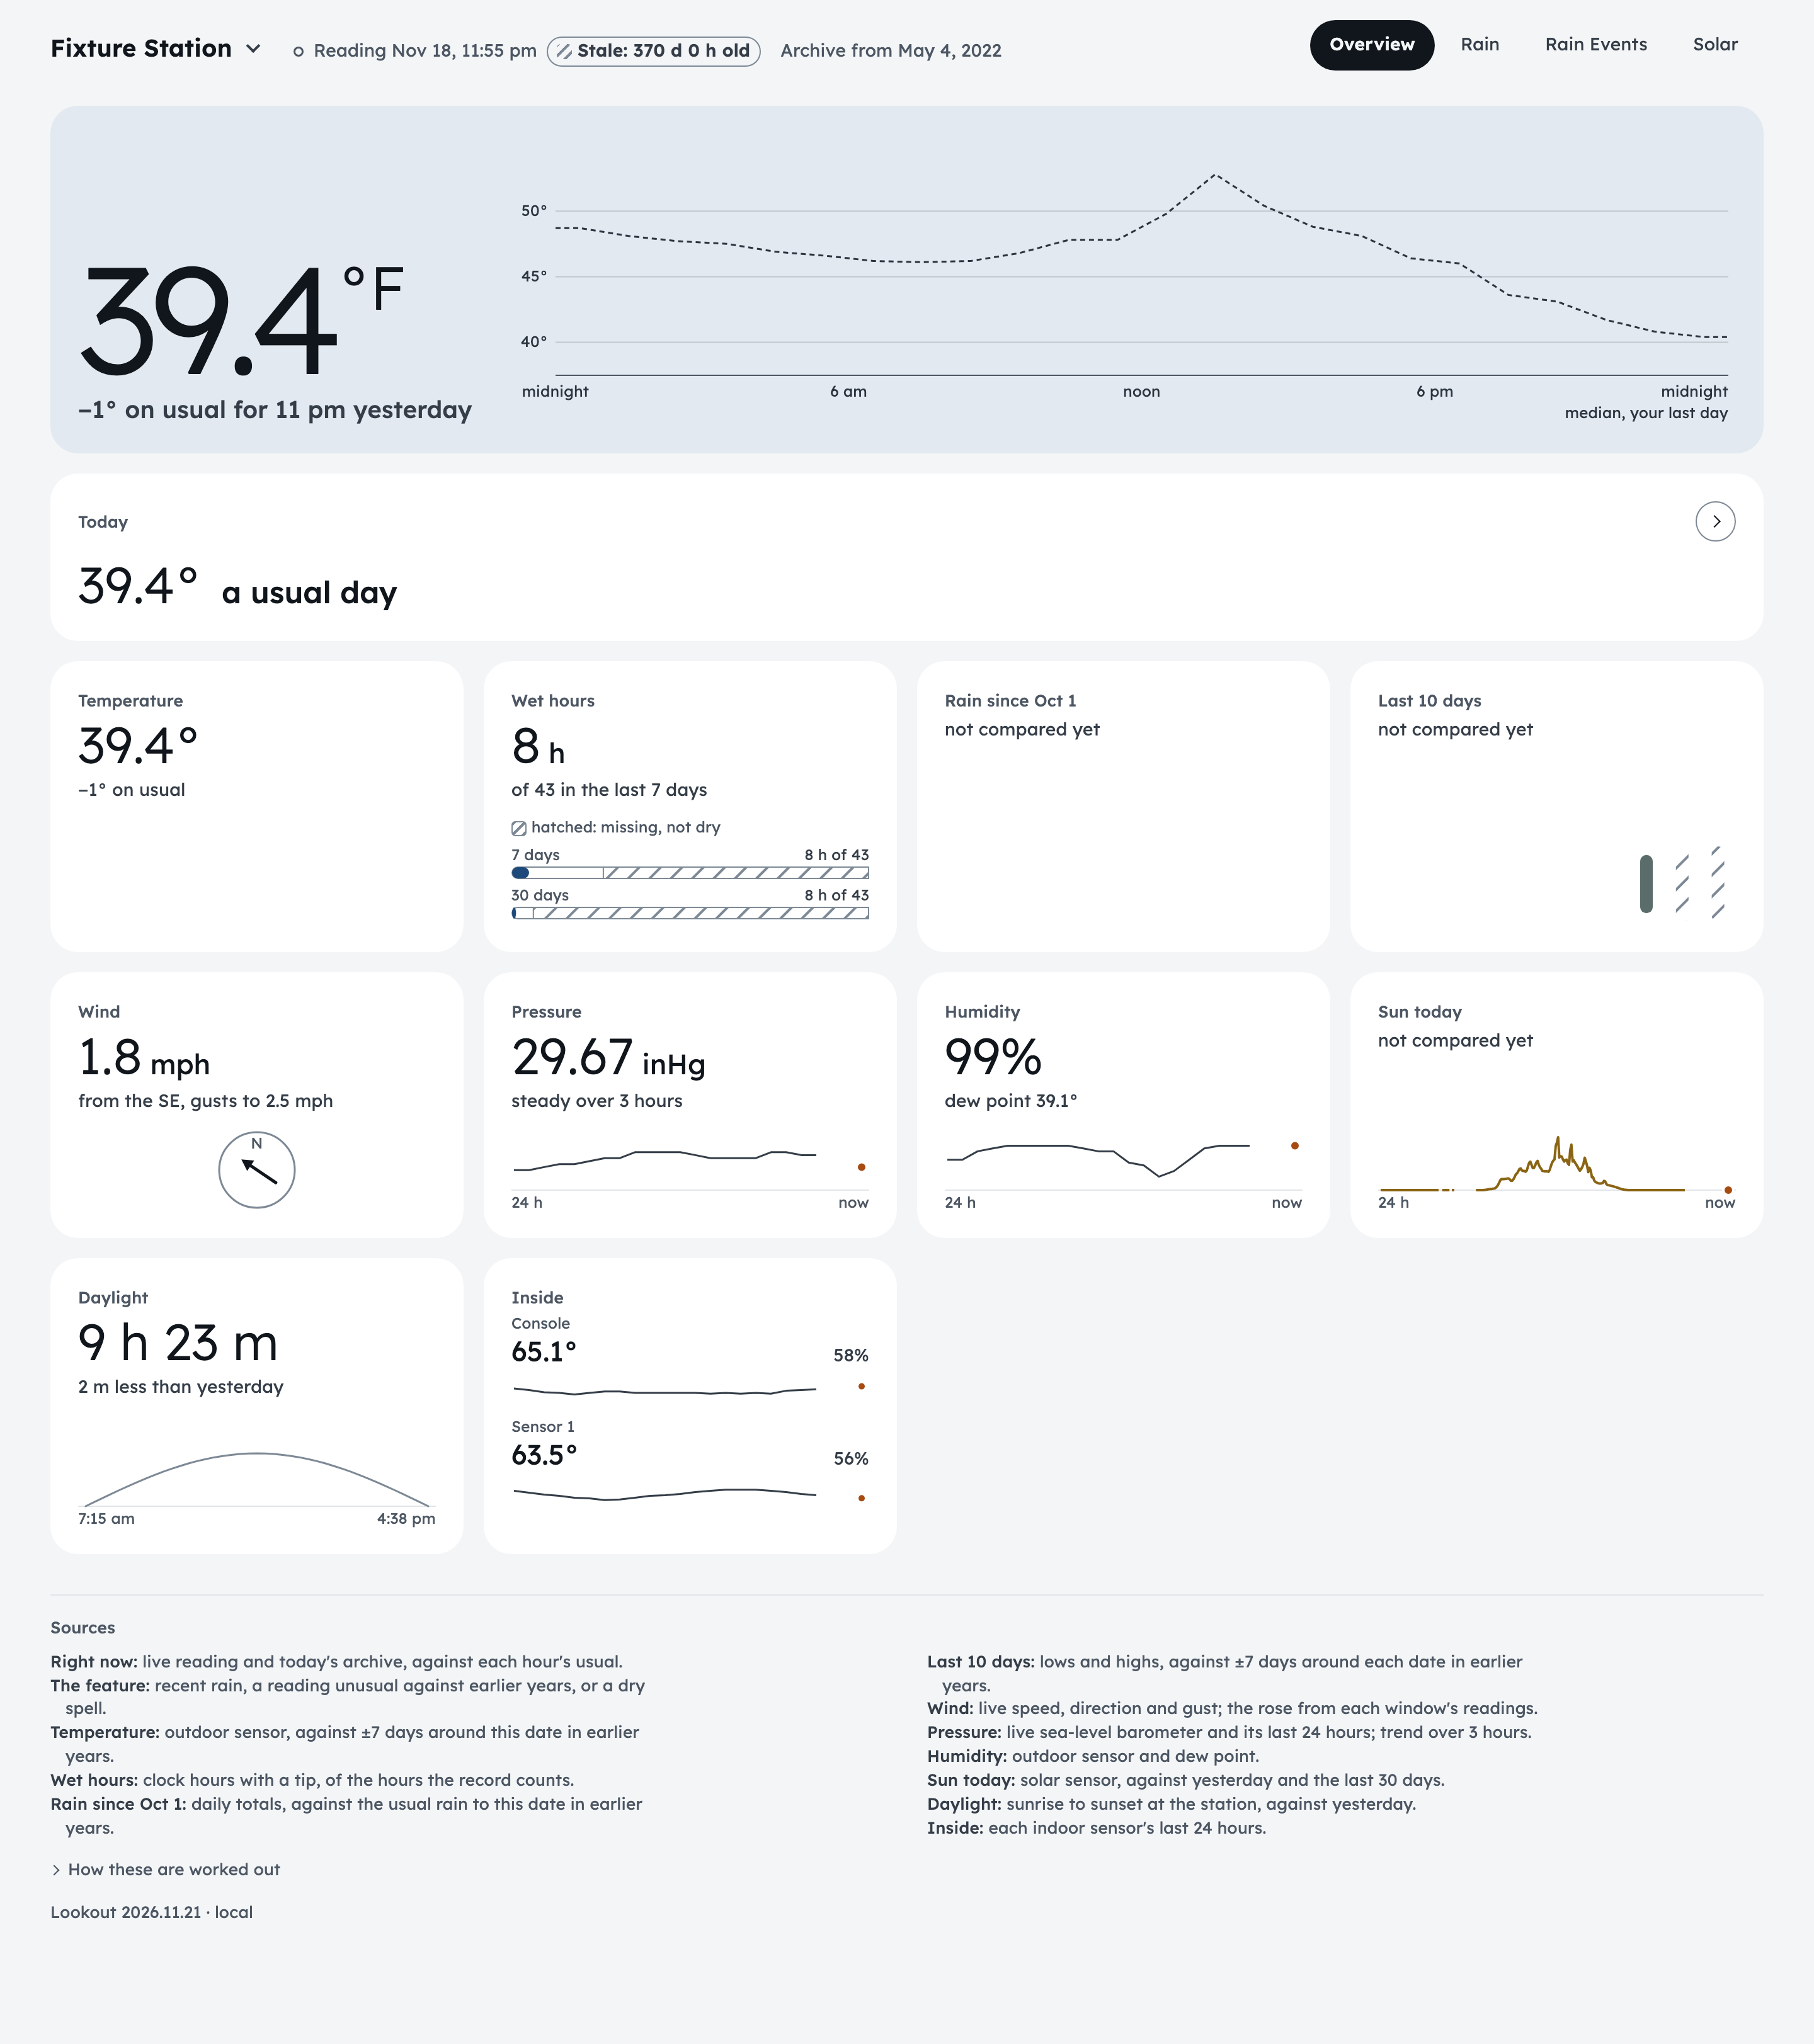 Fixture Station
Reading Nov 18, 11:55 pm
Stale: 370 d 0 h old
Archive from May 4, 2022
Overview
Rain
Rain Events
Solar
39.4°F
−1° on usual for 11 pm yesterday
50°
45°
40°
midnight
6 am
noon
6 pm
midnight
median, your last day
Today
39.4° a usual day
Temperature
39.4°
−1° on usual
Wet hours
8 h
of 43 in the last 7 days
hatched: missing, not dry
7 days
8 h of 43
30 days
8 h of 43
Rain since Oct 1
not compared yet
Last 10 days
not compared yet
Wind
1.8 mph
from the SE, gusts to 2.5 mph
N
Pressure
29.67 inHg
steady over 3 hours
24 h
now
Humidity
99%
dew point 39.1°
24 h
now
Sun today
not compared yet
24 h
now
Daylight
9 h 23 m
2 m less than yesterday
7:15 am
4:38 pm
Inside
Console
65.1°
58%
Sensor 1
63.5°
56%
Sources
Right now: live reading and today's archive, against each hour's usual.
The feature: recent rain, a reading unusual against earlier years, or a dry
spell.
Temperature: outdoor sensor, against ±7 days around this date in earlier
years.
Wet hours: clock hours with a tip, of the hours the record counts.
Rain since Oct 1: daily totals, against the usual rain to this date in earlier
years.
Last 10 days: lows and highs, against ±7 days around each date in earlier
years.
Wind: live speed, direction and gust; the rose from each window's readings.
Pressure: live sea-level barometer and its last 24 hours; trend over 3 hours.
Humidity: outdoor sensor and dew point.
Sun today: solar sensor, against yesterday and the last 30 days.
Daylight: sunrise to sunset at the station, against yesterday.
Inside: each indoor sensor's last 24 hours.
How these are worked out
Lookout 2026.11.21 · local